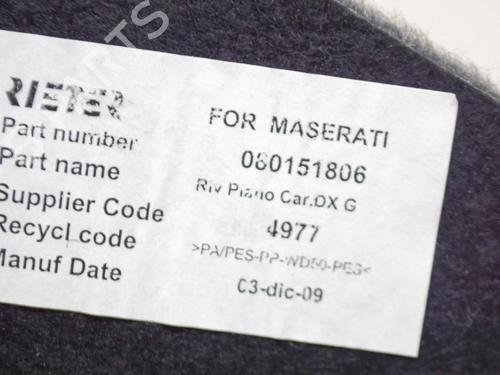 RIETER
FOR MASERATI
Part number 080151806
Part name Riv Piano Car.DX G
Supplier Code 4977
Recycl.code >PA/PES-PP-WD50-PES<
Manuf Date 03-dic-09